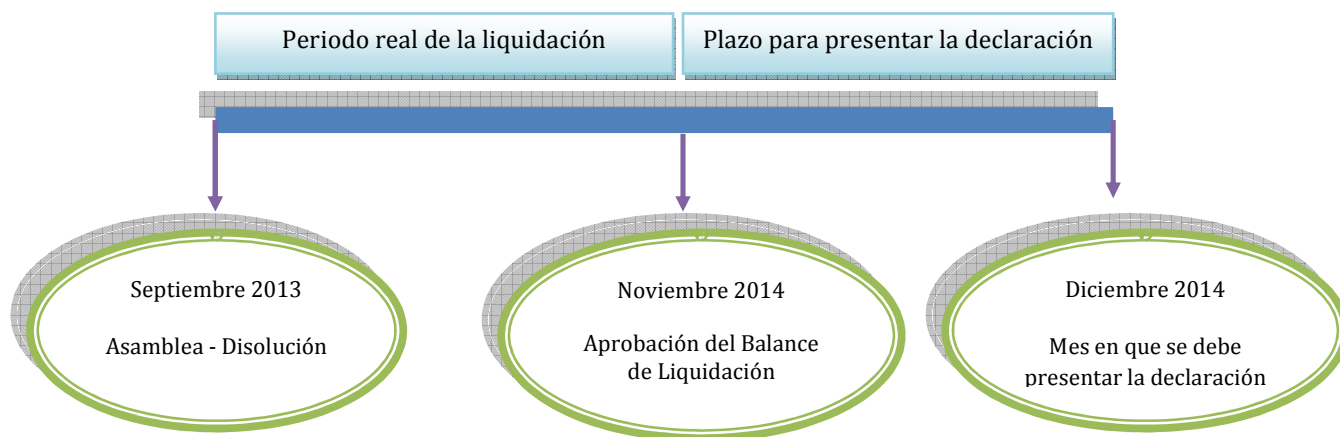 Periodo real de la liquidación
Plazo para presentar la declaración
Septiembre 2013
Asamblea - Disolución
Noviembre 2014
Aprobación del Balance
de Liquidación
Diciembre 2014
Mes en que se debe
presentar la declaración